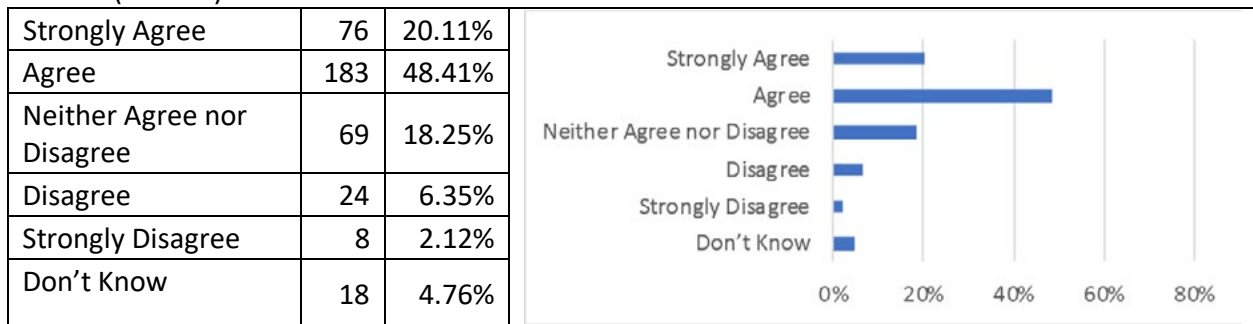 Strongly Agree 76 20.11%
Agree 183 48.41%
Neither Agree nor
Disagree 69 18.25%
Disagree 24 6.35%
Strongly Disagree 8 2.12%
Don’t Know 18 4.76%
Strongly Agree
Agree
Neither Agree nor Disagree
Disagree
Strongly Disagree
Don’t Know
0% 20% 40% 60% 80%